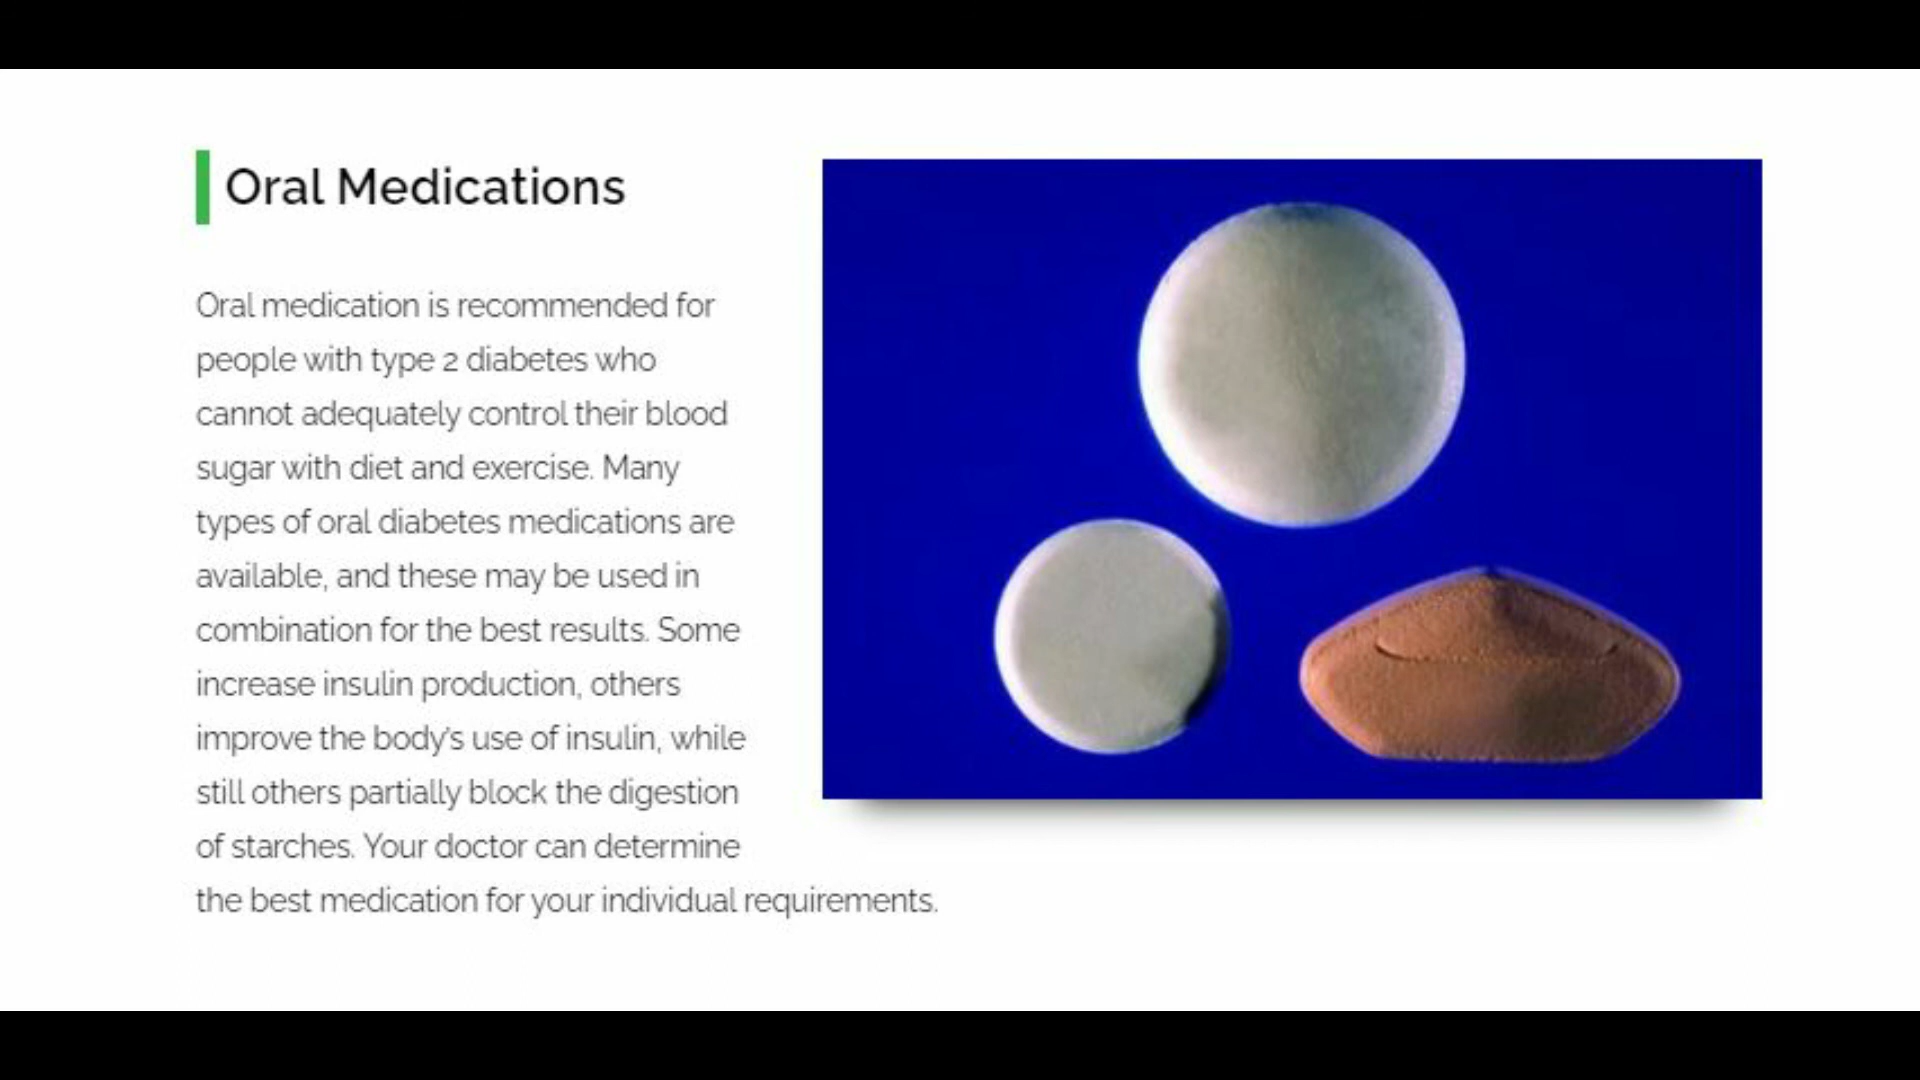 Oral Medications
Oral medication is recommended for
people with type 2 diabetes who
cannot adequately control their blood
sugar with diet and exercise. Many
types of oral diabetes medications are
available, and these may be used in
combination for the best results. Some
increase insulin production, others
improve the body's use of insulin, while
still others partially block the digestion
of starches. Your doctor can determine
the best medication for your individual requirements.